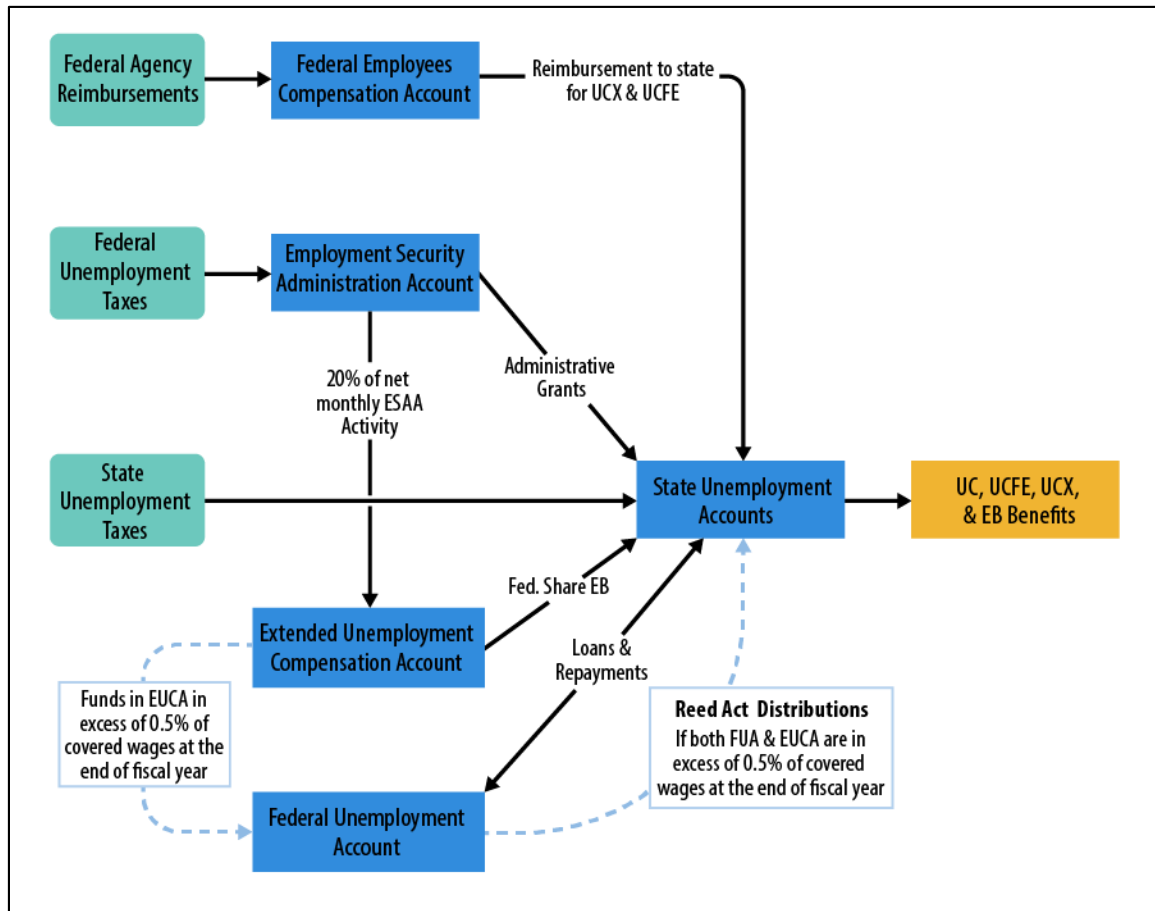 Federal Agency
Reimbursements
Federal Employees
Compensation Account
Reimbursement to state
for UCX & UCFE
Federal
Unemployment
Taxes
Employment Security
Administration Account
20% of net
monthly ESAA
Activity
Administrative
Grants
State
Unemployment
Taxes
State Unemployment
Accounts
UC, UCFE, UCX,
& EB Benefits
Fed. Share EB
Extended Unemployment
Compensation Account
Loans &
Repayments
Funds in EUCA in
excess of 0.5% of
covered wages at the
end of fiscal year
Reed Act Distributions
If both FUA & EUCA are in
excess of 0.5% of covered
wages at the end of fiscal year
Federal Unemployment
Account